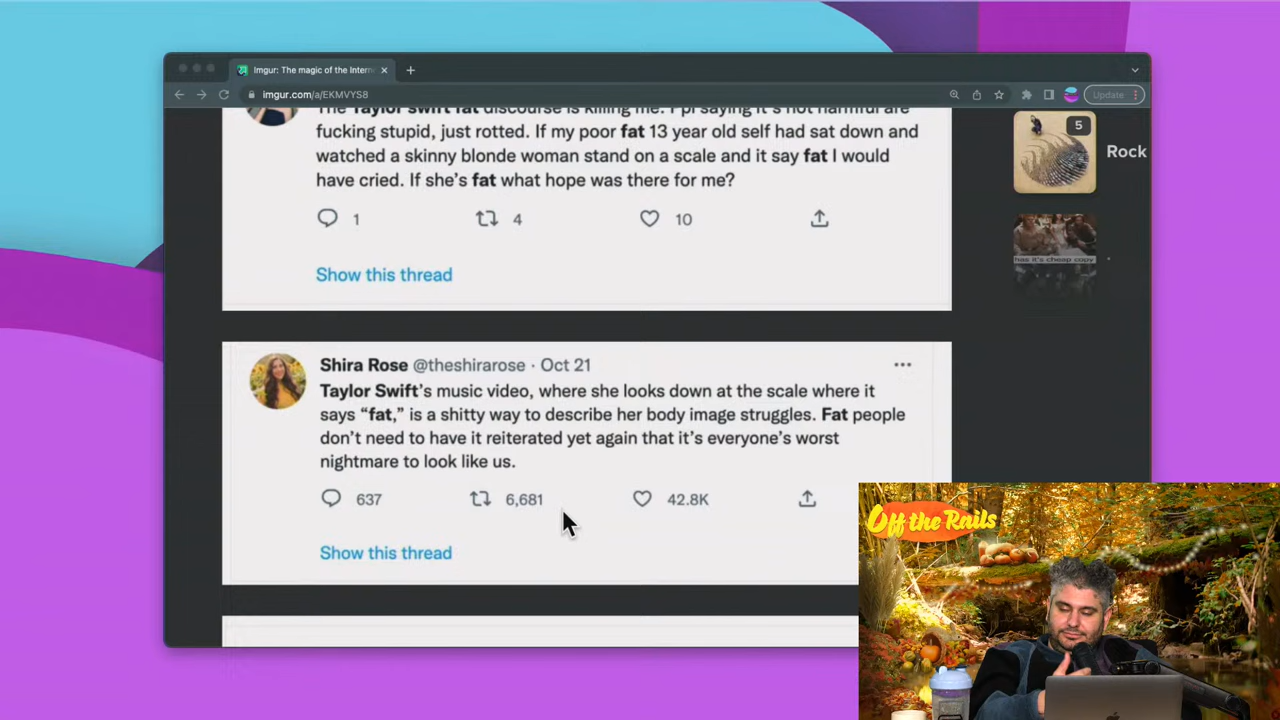 Imgur: The magic of the Intern
imgur.com/a/EKMVYS8
Update
The Taylor swift fat discourse is killing me. Ppl saying it's not harmful are
fucking stupid, just rotted. If my poor fat 13 year old self had sat down and
watched a skinny blonde woman stand on a scale and it say fat I would
have cried. If she's fat what hope was there for me?
1 4 10
Show this thread
5
Rock
has it's cheap copy
Shira Rose @theshirarose · Oct 21
Taylor Swift's music video, where she looks down at the scale where it
says “fat,” is a shitty way to describe her body image struggles. Fat people
don't need to have it reiterated yet again that it's everyone's worst
nightmare to look like us.
637 6,681 42.8K
Show this thread
Off the Rails